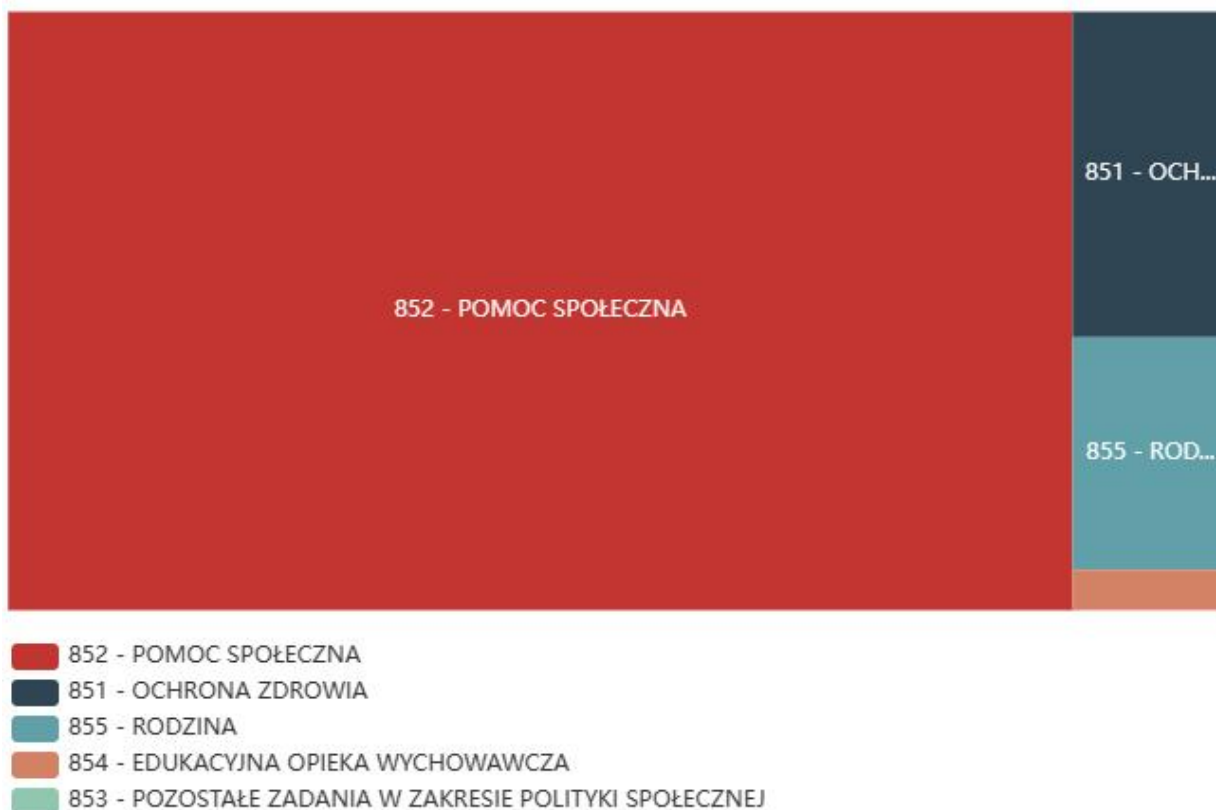 851 - OCH...
852 - POMOC SPOŁECZNA
855 - ROD...
852 - POMOC SPOŁECZNA
851 - OCHRONA ZDROWIA
855 - RODZINA
854 - EDUKACYJNA OPIEKA WYCHOWAWCZA
853 - POZOSTAŁE ZADANIA W ZAKRESIE POLITYKI SPOŁECZNEJ